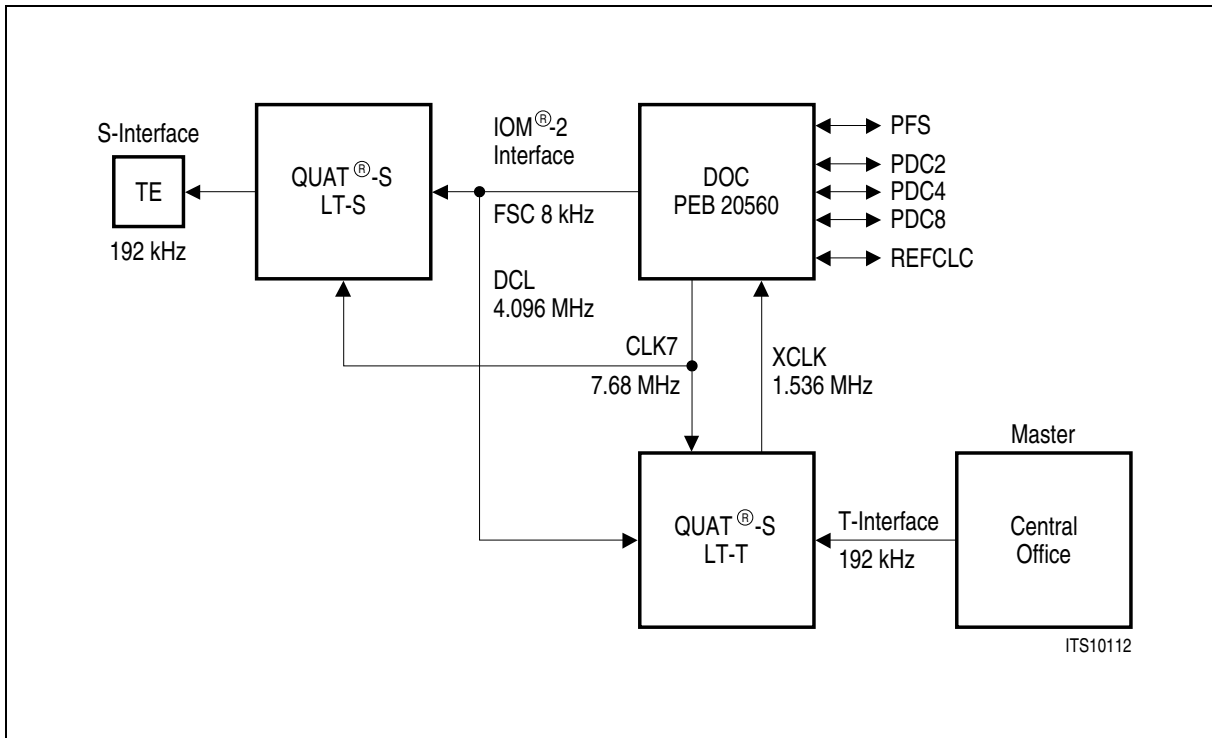 S-Interface
TE
192 kHz
QUAT®-S
LT-S
IOM®-2
Interface
FSC 8 kHz
DCL
4.096 MHz
DOC
PEB 20560
PFS
PDC2
PDC4
PDC8
REFCLC
CLK7
7.68 MHz
XCLK
1.536 MHz
QUAT®-S
LT-T
T-Interface
192 kHz
Master
Central
Office
ITS10112